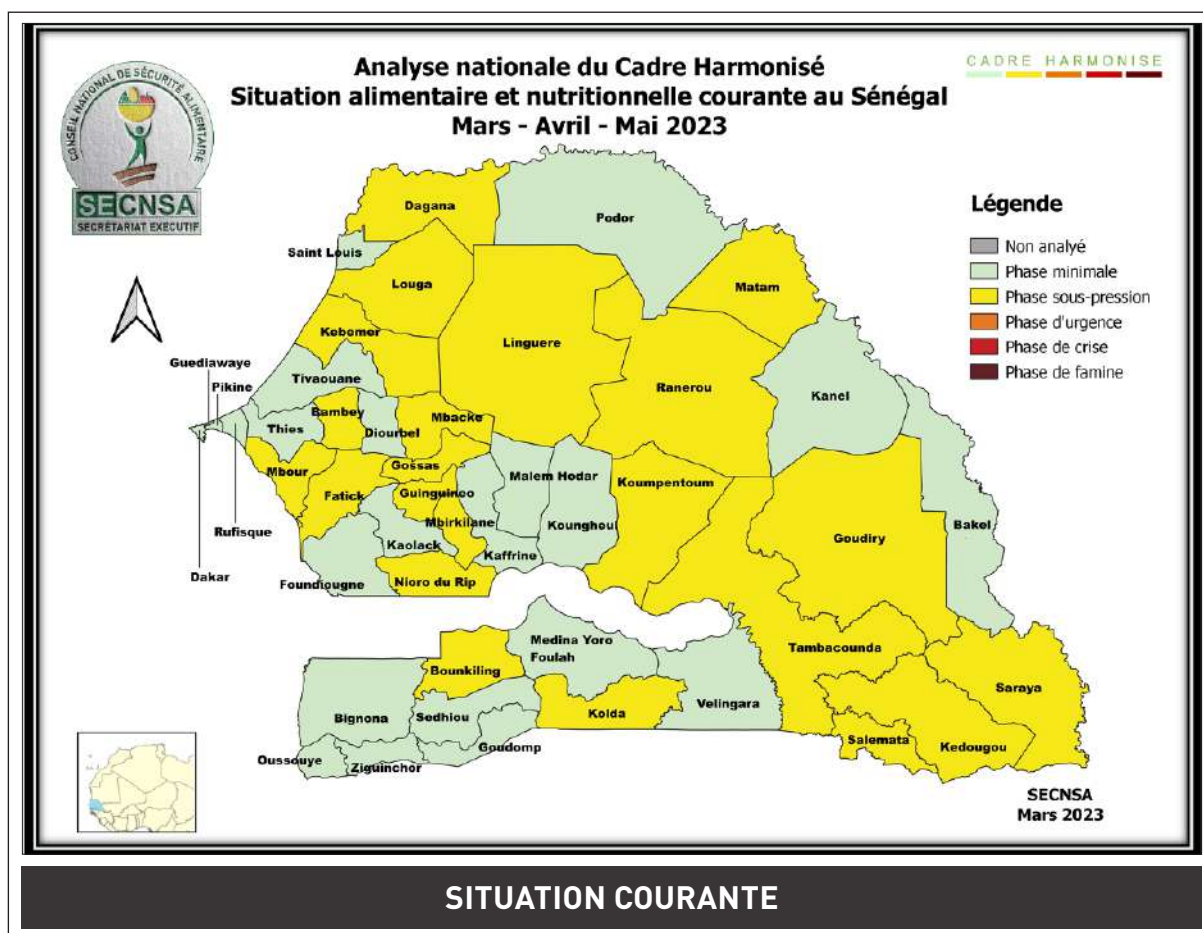 CONSEIL NATIONAL DE SÉCURITÉ ALIMENTAIRE
SECNSA
SECRÉTARIAT EXECUTIF
Analyse nationale du Cadre Harmonisé
Situation alimentaire et nutritionnelle courante au Sénégal
Mars - Avril - Mai 2023
CADRE HARMONISE
Légende
Non analyé
Phase minimale
Phase sous-pression
Phase d'urgence
Phase de crise
Phase de famine
Dagana
Podor
Saint Louis
Louga
Matam
Kebemer
Linguere
Guediawaye
Pikine
Tivaouane
Ranerou
Kanel
Bambey
Mbacke
Thies
Diourbel
Gossas
Mbour
Malem Hodar
Koumpentoum
Fatick
Guinguineo
Mbirkilane
Kounghoul
Rufisque
Goudiry
Bakel
Kaolack
Kaffrine
Dakar
Foundiougne
Nioro du Rip
Medina Yoro
Foulah
Tambacounda
Bounkiling
Saraya
Velingara
Kolda
Bignona
Sedhiou
Salemata
Kedougou
Goudomp
Oussouye
Ziguinchor
SECNSA
Mars 2023
SITUATION COURANTE